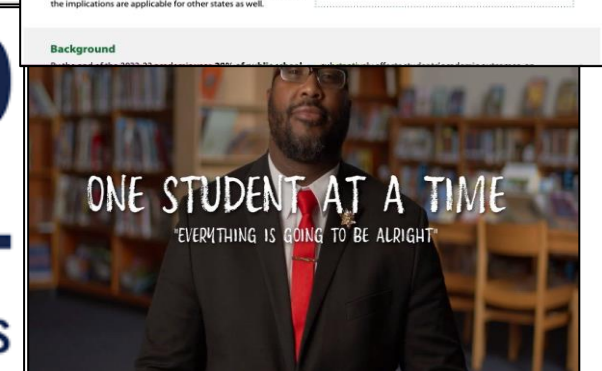 the implications are applicable for other states as well.
Background
ONE STUDENT AT A TIME
"EVERYTHING IS GOING TO BE ALRIGHT"
S